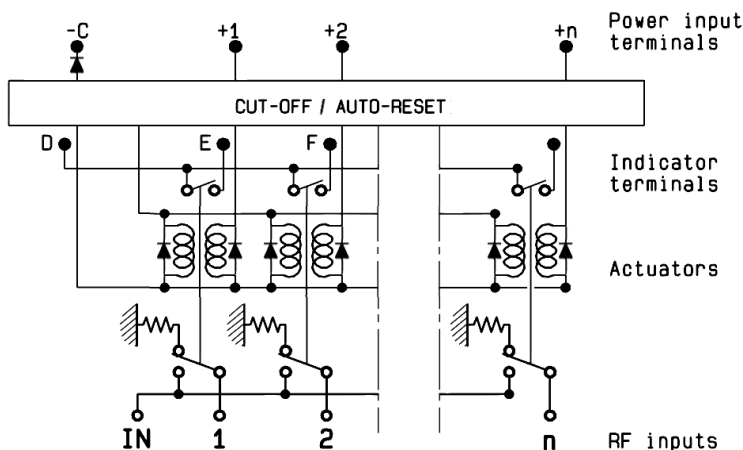 -C +1 +2 +n Power input
terminals
CUT-OFF / AUTO-RESET
D E F Indicator
terminals
Actuators
IN 1 2 n RF inputs